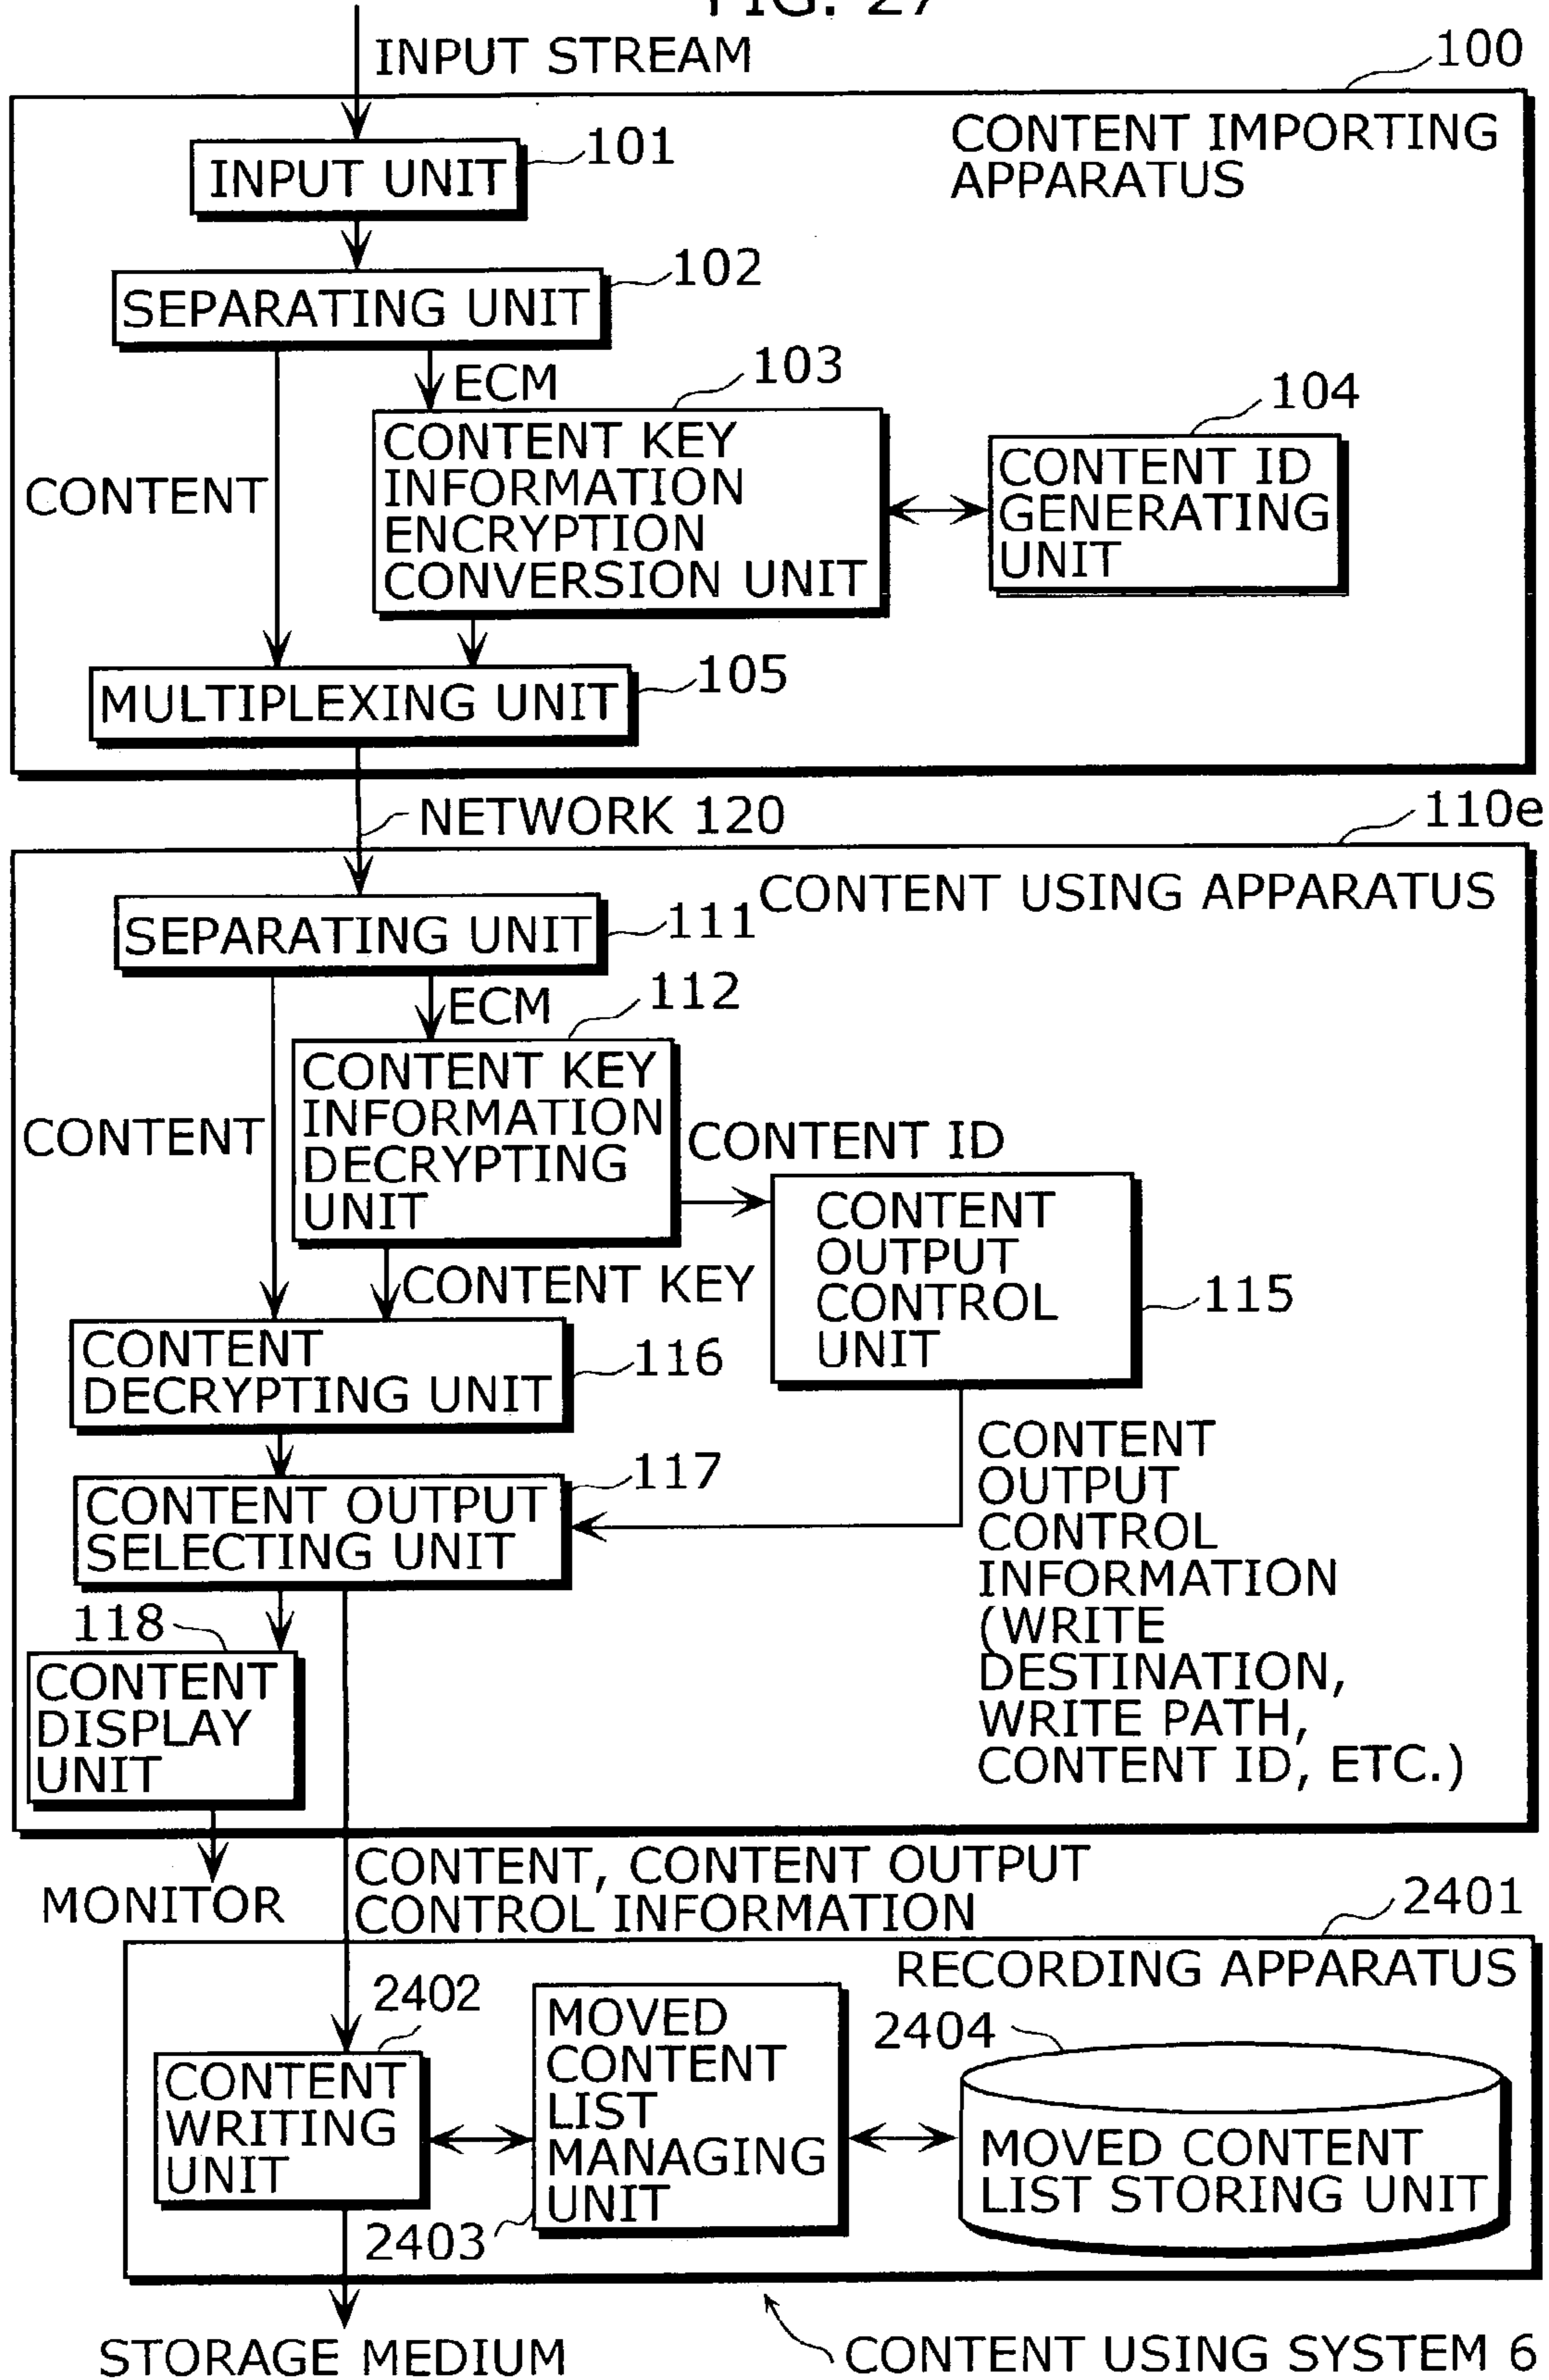 FIG. 27
INPUT STREAM
100
CONTENT IMPORTING
APPARATUS
101
INPUT UNIT
102
SEPARATING UNIT
ECM
103
104
CONTENT KEY
INFORMATION
ENCRYPTION
CONVERSION UNIT
CONTENT ID
GENERATING
UNIT
CONTENT
105
MULTIPLEXING UNIT
NETWORK 120
110e
CONTENT USING APPARATUS
111
SEPARATING UNIT
ECM
112
CONTENT KEY
INFORMATION
DECRYPTING
UNIT
CONTENT
CONTENT ID
CONTENT
OUTPUT
CONTROL
UNIT
115
CONTENT KEY
CONTENT
DECRYPTING UNIT
116
117
CONTENT OUTPUT
SELECTING UNIT
CONTENT
OUTPUT
CONTROL
INFORMATION
(WRITE
DESTINATION,
WRITE PATH,
CONTENT ID, ETC.)
118
CONTENT
DISPLAY
UNIT
MONITOR
CONTENT, CONTENT OUTPUT
CONTROL INFORMATION
2401
RECORDING APPARATUS
2402
CONTENT
WRITING
UNIT
MOVED
CONTENT
LIST
MANAGING
UNIT
2403
2404
MOVED CONTENT
LIST STORING UNIT
STORAGE MEDIUM
CONTENT USING SYSTEM 6